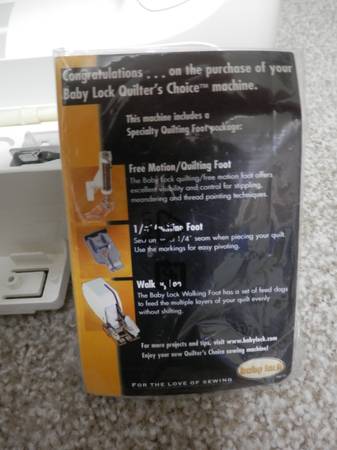 Congratulations . . . on the purchase of your
Baby Lock Quilter's Choice™ machine.
This machine includes a
Specialty Quilting Foot package:
Free Motion/Quilting Foot
The Baby Lock quilting/free motion foot offers
excellent visibility and control for stippling,
meandering and thread painting techniques.
Foot
1/4" seam when piecing your quilt.
Use the markings for easy pivoting.
Foot
The Baby Lock Walking Foot has a set of feed dogs
to feed the multiple layers of your quilt evenly
without shifting.
For more projects and tips, visit www.babylock.com
Enjoy your new Quilter's Choice sewing machine!
baby lock
FOR THE LOVE OF SEWING